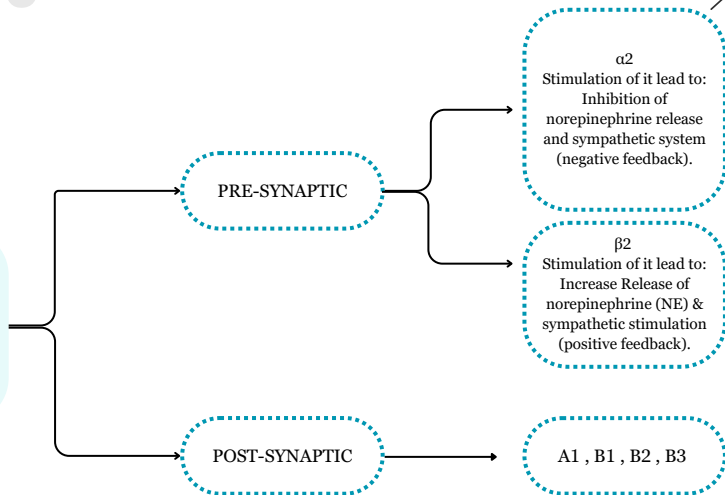 α2
Stimulation of it lead to:
Inhibition of
norepinephrine release
and sympathetic system
(negative feedback).
PRE-SYNAPTIC
β2
Stimulation of it lead to:
Increase Release of
norepinephrine (NE) &
sympathetic stimulation
(positive feedback).
POST-SYNAPTIC
A1 , B1 , B2 , B3